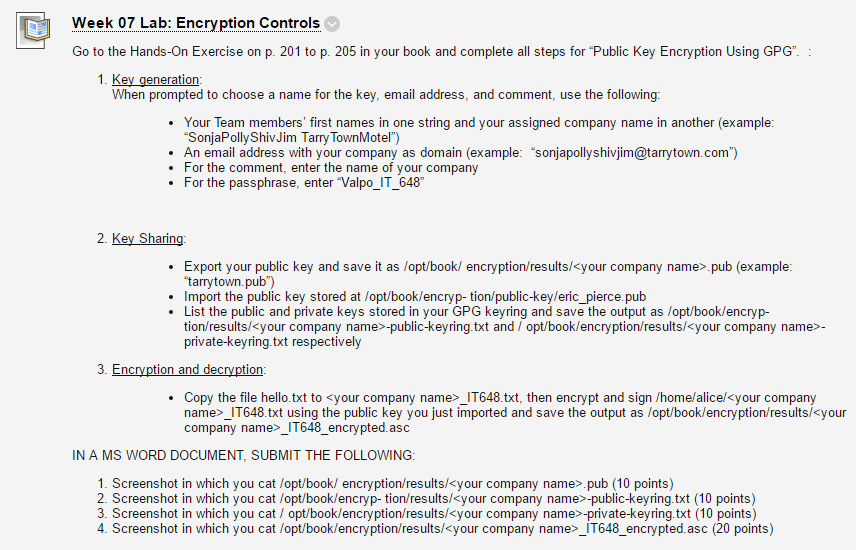 Week 07 Lab: Encryption Controls
Go to the Hands-On Exercise on p. 201 to p. 205 in your book and complete all steps for “Public Key Encryption Using GPG”.  :
1. Key generation:
When prompted to choose a name for the key, email address, and comment, use the following:
• Your Team members’ first names in one string and your assigned company name in another (example:
“SonjaPollyShivJim TarryTownMotel”)
• An email address with your company as domain (example:  “sonjapollyshivjim@tarrytown.com”)
• For the comment, enter the name of your company
• For the passphrase, enter “Valpo_IT_648”
2. Key Sharing:
• Export your public key and save it as /opt/book/ encryption/results/<your company name>.pub (example:
“tarrytown.pub”)
• Import the public key stored at /opt/book/encryp- tion/public-key/eric_pierce.pub
• List the public and private keys stored in your GPG keyring and save the output as /opt/book/encryp-
tion/results/<your company name>-public-keyring.txt and / opt/book/encryption/results/<your company name>-
private-keyring.txt respectively
3. Encryption and decryption:
• Copy the file hello.txt to <your company name>_IT648.txt, then encrypt and sign /home/alice/<your company
name>_IT648.txt using the public key you just imported and save the output as /opt/book/encryption/results/<your
company name>_IT648_encrypted.asc
IN A MS WORD DOCUMENT, SUBMIT THE FOLLOWING:
1. Screenshot in which you cat /opt/book/ encryption/results/<your company name>.pub (10 points)
2. Screenshot in which you cat /opt/book/encryp- tion/results/<your company name>-public-keyring.txt (10 points)
3. Screenshot in which you cat / opt/book/encryption/results/<your company name>-private-keyring.txt (10 points)
4. Screenshot in which you cat /opt/book/encryption/results/<your company name>_IT648_encrypted.asc (20 points)